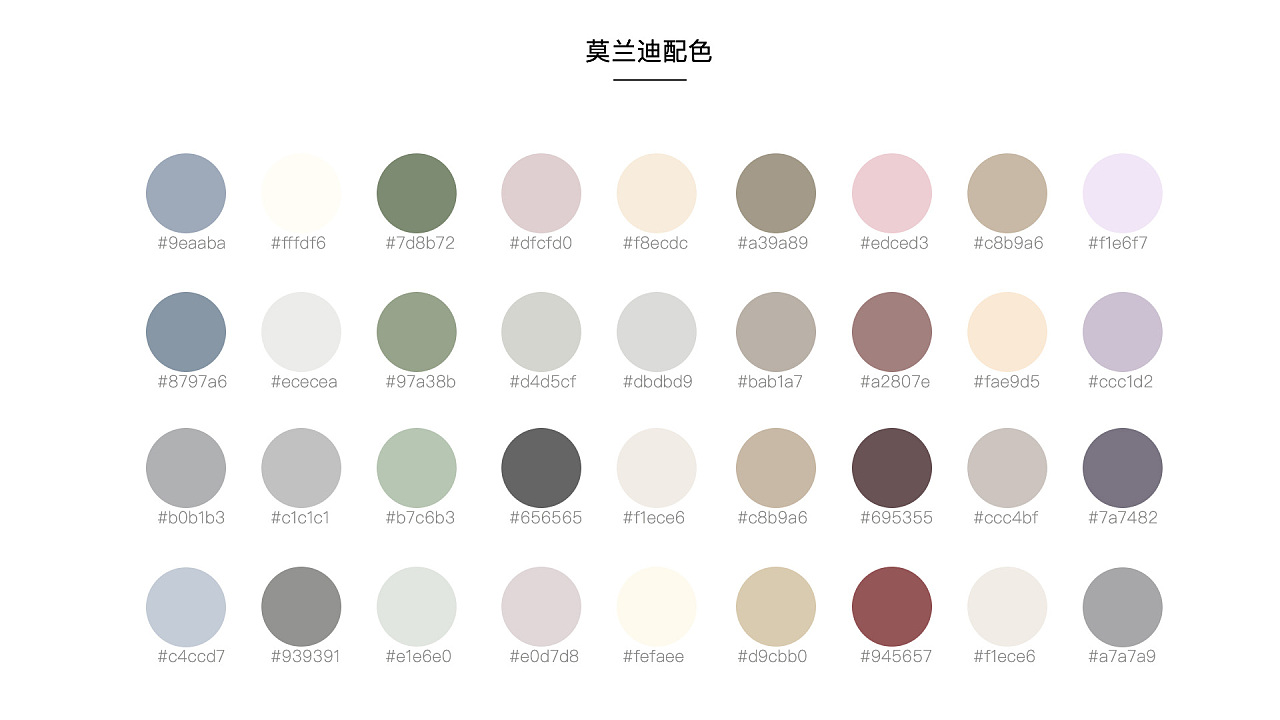 莫兰迪配色
#9eaaba #fffdf6 #7d8b72 #dfcfd0 #f8ecdc #a39a89 #edced3 #c8b9a6 #f1e6f7
#8797a6 #ececea #97a38b #d4d5cf #dbdbd9 #bab1a7 #a2807e #fae9d5 #ccc1d2
#b0b1b3 #c1c1c1 #b7c6b3 #656565 #f1ece6 #c8b9a6 #695355 #ccc4bf #7a7482
#c4ccd7 #939391 #e1e6e0 #e0d7d8 #fefaee #d9cbb0 #945657 #f1ece6 #a7a7a9